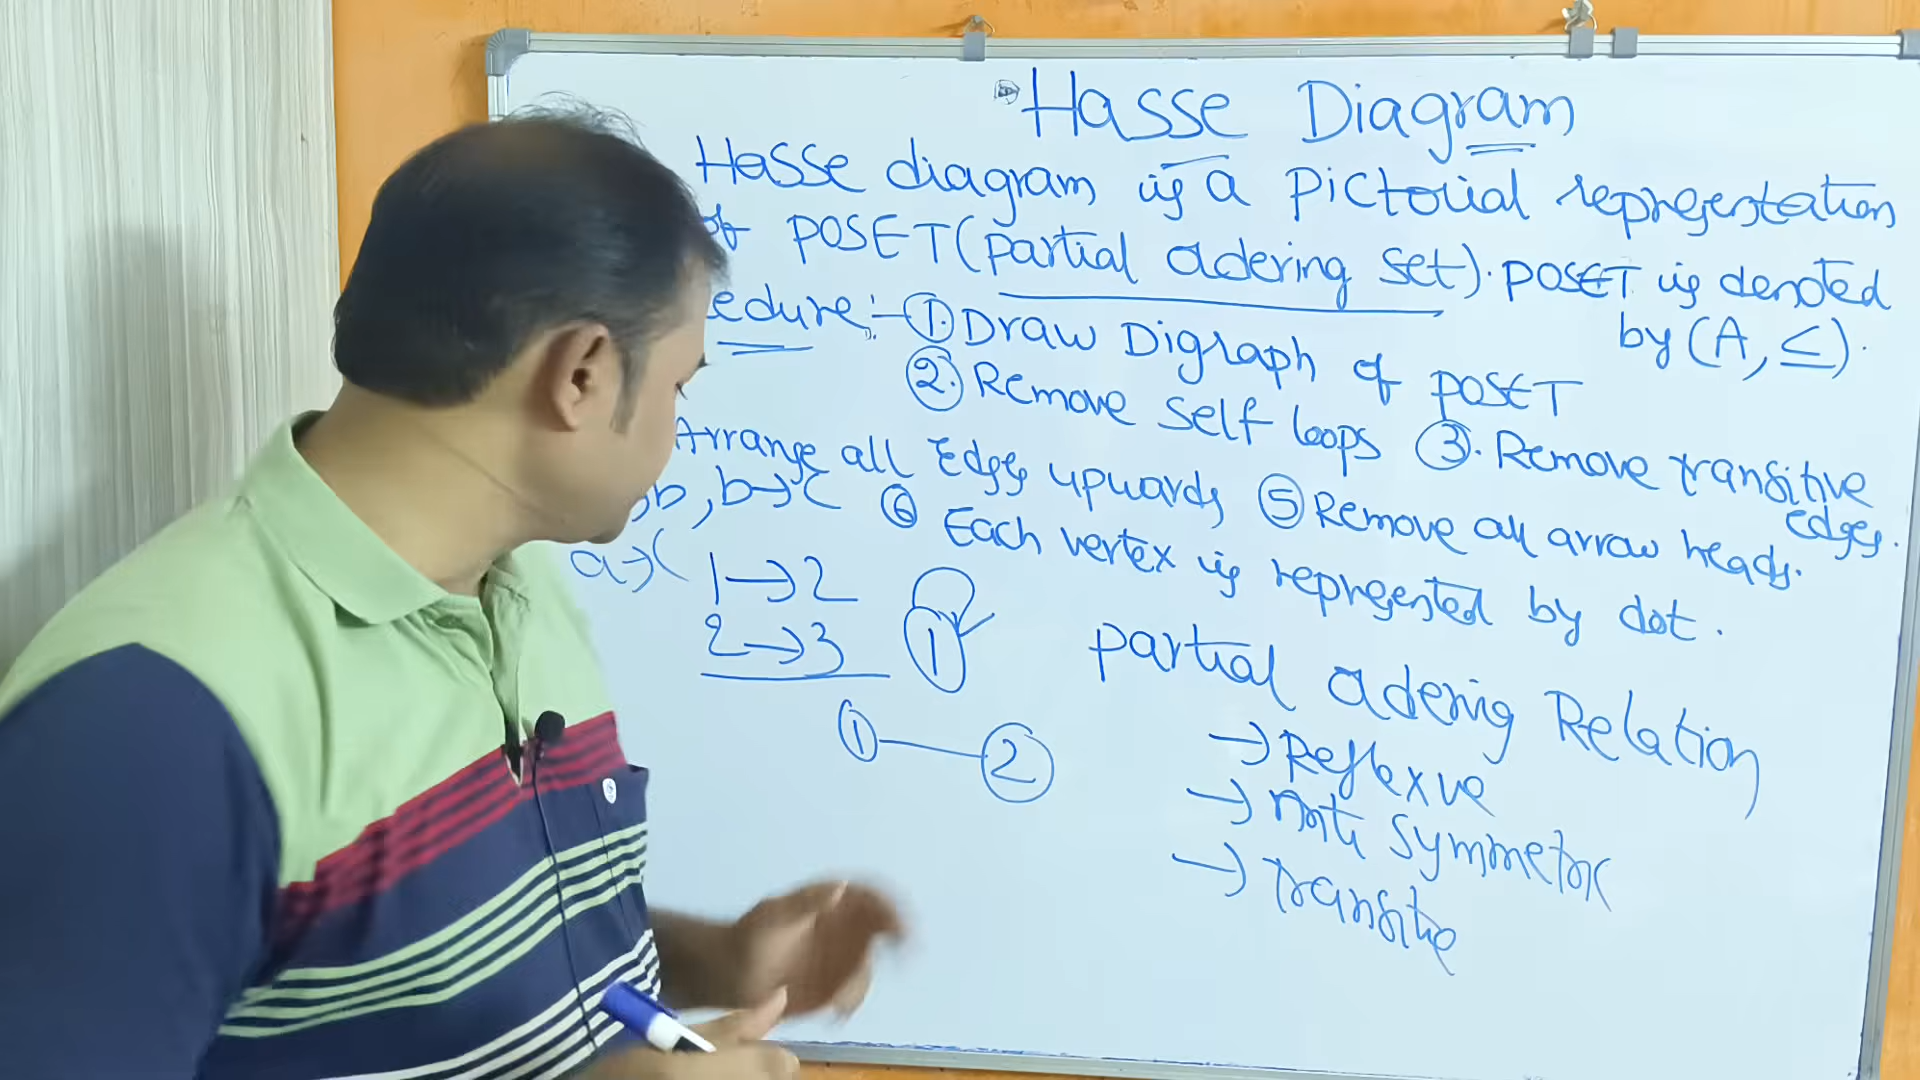 Hasse Diagram
Hasse diagram is a Pictorial representation
of POSET (partial ordering set). POSET is denoted
by (A, ≤).
edure:- ①. Draw Digraph of POSET
②. Remove self loops ③. Remove transitive
edges.
Arrange all Edges upwards ⑤ Remove all arrow heads.
b, b→c ⑥ Each vertex is represented by dot.
a→c
1→2
2→3
1
① ②
Partial ordering Relation
→ Reflexive
→ Anti symmetric
→ Transitive